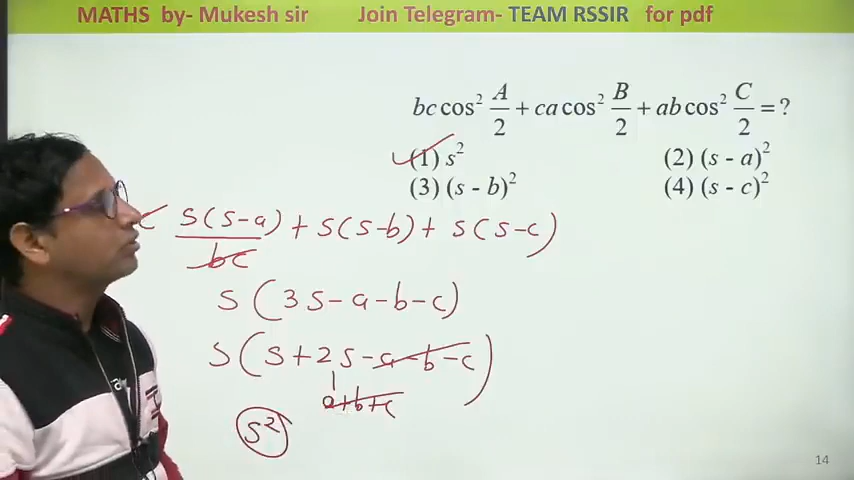 MATHS by- Mukesh sir Join Telegram- TEAM RSSIR for pdf
bc cos² A/2 + ca cos² B/2 + ab cos² C/2 = ?
(1) s² (2) (s - a)²
(3) (s - b)² (4) (s - c)²
s(s-a)/bc + s(s-b) + s(s-c)
s(3s-a-b-c)
s(s+2s-a-b-c)
a+b+c
s²
14